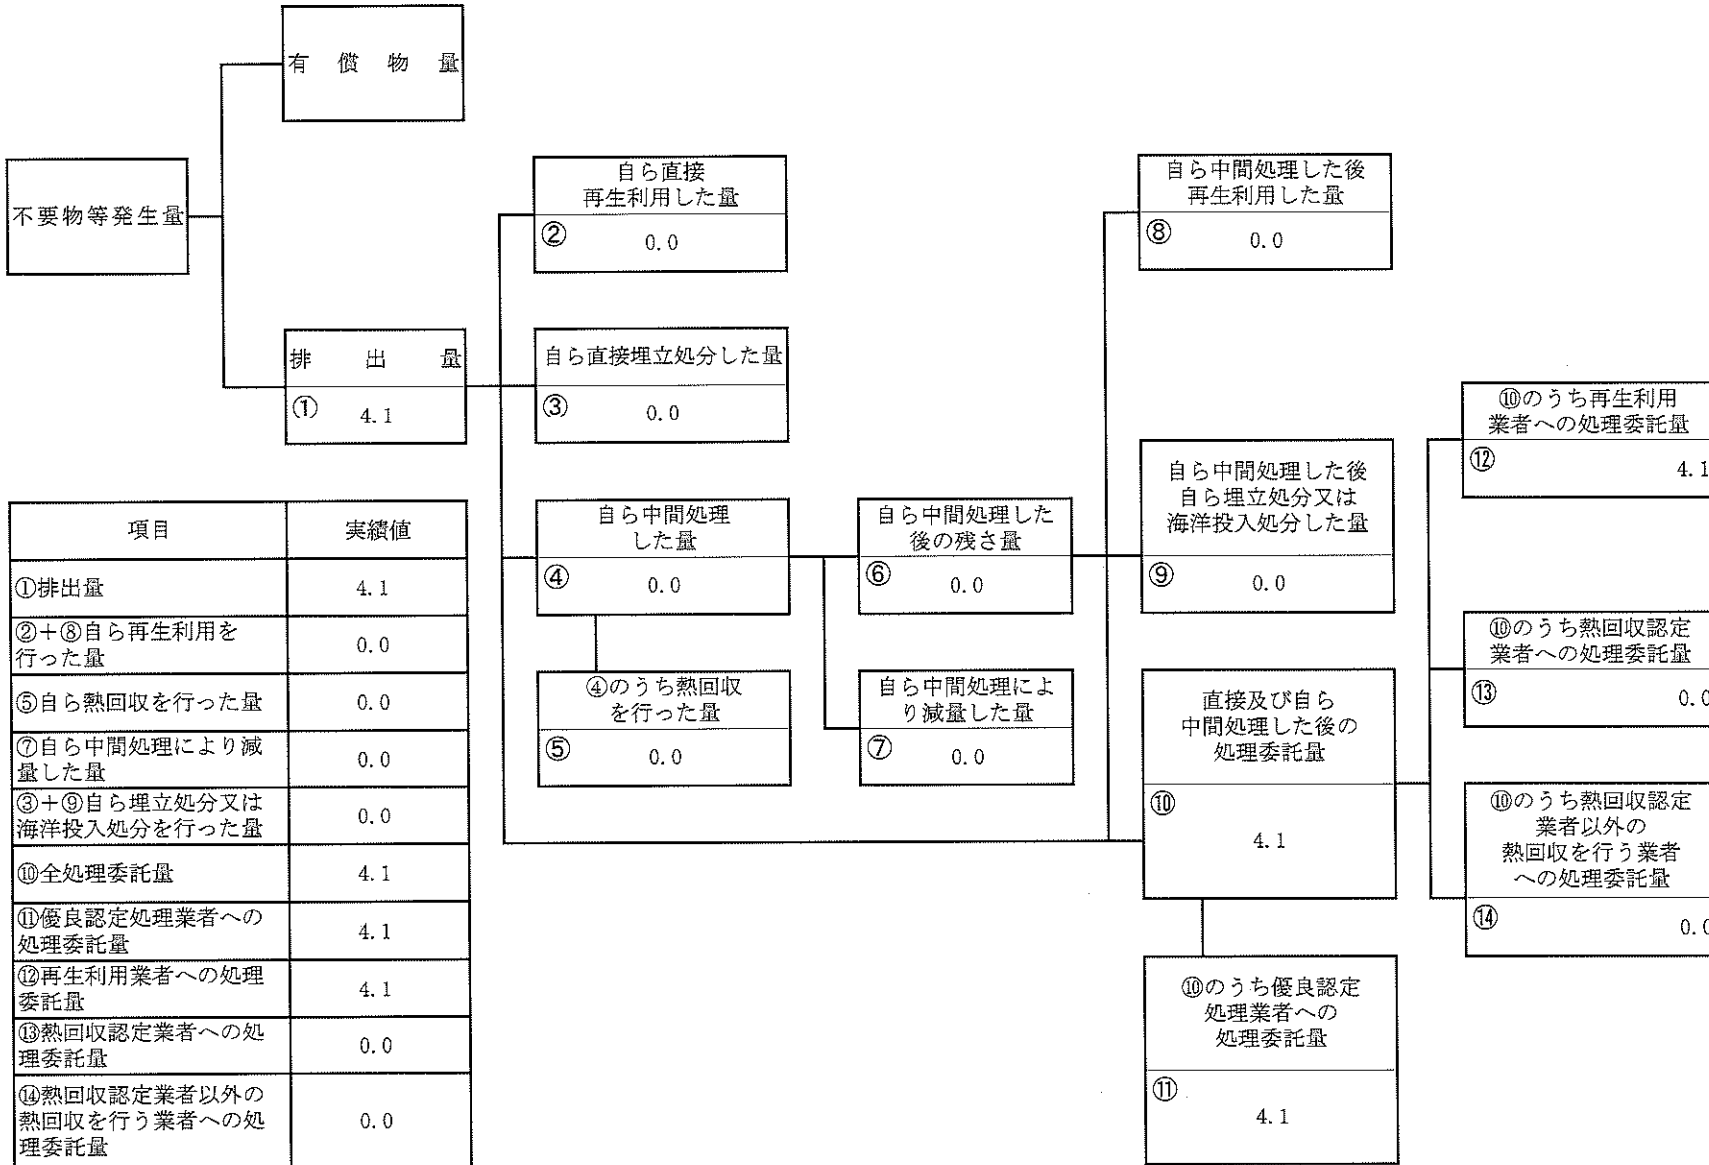 有償物量
不要物等発生量
排出量
① 4.1
自ら直接
再生利用した量
② 0.0
自ら直接埋立処分した量
③ 0.0
自ら中間処理
した量
④ 0.0
④のうち熱回収
を行った量
⑤ 0.0
自ら中間処理した
後の残さ量
⑥ 0.0
自ら中間処理によ
り減量した量
⑦ 0.0
自ら中間処理した後
再生利用した量
⑧ 0.0
自ら中間処理した後
自ら埋立処分又は
海洋投入処分した量
⑨ 0.0
直接及び自ら
中間処理した後の
処理委託量
⑩
4.1
⑩のうち優良認定
処理業者への
処理委託量
⑪
4.1
⑩のうち再生利用
業者への処理委託量
⑫ 4.1
⑩のうち熱回収認定
業者への処理委託量
⑬ 0.0
⑩のうち熱回収認定
業者以外の
熱回収を行う業者
への処理委託量
⑭ 0.0
項目 実績値
①排出量 4.1
②+⑧自ら再生利用を
行った量 0.0
⑤自ら熱回収を行った量 0.0
⑦自ら中間処理により減
量した量 0.0
③+⑨自ら埋立処分又は
海洋投入処分を行った量 0.0
⑩全処理委託量 4.1
⑪優良認定処理業者への
処理委託量 4.1
⑫再生利用業者への処理
委託量 4.1
⑬熱回収認定業者への処
理委託量 0.0
⑭熱回収認定業者以外の
熱回収を行う業者への処
理委託量 0.0